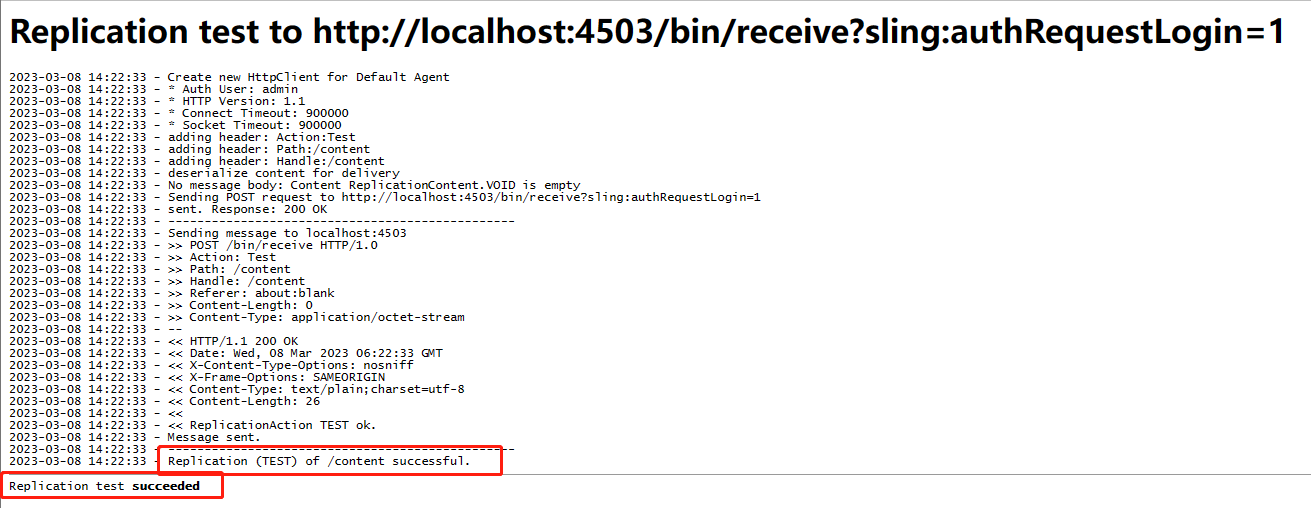 Replication test to http://localhost:4503/bin/receive?sling:authRequestLogin=1
2023-03-08 14:22:33 - Create new HttpClient for Default Agent
2023-03-08 14:22:33 - * Auth User: admin
2023-03-08 14:22:33 - * HTTP Version: 1.1
2023-03-08 14:22:33 - * Connect Timeout: 900000
2023-03-08 14:22:33 - * Socket Timeout: 900000
2023-03-08 14:22:33 - adding header: Action:Test
2023-03-08 14:22:33 - adding header: Path:/content
2023-03-08 14:22:33 - adding header: Handle:/content
2023-03-08 14:22:33 - deserialize content for delivery
2023-03-08 14:22:33 - No message body: Content ReplicationContent.VOID is empty
2023-03-08 14:22:33 - Sending POST request to http://localhost:4503/bin/receive?sling:authRequestLogin=1
2023-03-08 14:22:33 - sent. Response: 200 OK
2023-03-08 14:22:33 - ------------------------------------------------
2023-03-08 14:22:33 - Sending message to localhost:4503
2023-03-08 14:22:33 - >> POST /bin/receive HTTP/1.0
2023-03-08 14:22:33 - >> Action: Test
2023-03-08 14:22:33 - >> Path: /content
2023-03-08 14:22:33 - >> Handle: /content
2023-03-08 14:22:33 - >> Referer: about:blank
2023-03-08 14:22:33 - >> Content-Length: 0
2023-03-08 14:22:33 - >> Content-Type: application/octet-stream
2023-03-08 14:22:33 - --
2023-03-08 14:22:33 - << HTTP/1.1 200 OK
2023-03-08 14:22:33 - << Date: Wed, 08 Mar 2023 06:22:33 GMT
2023-03-08 14:22:33 - << X-Content-Type-Options: nosniff
2023-03-08 14:22:33 - << X-Frame-Options: SAMEORIGIN
2023-03-08 14:22:33 - << Content-Type: text/plain;charset=utf-8
2023-03-08 14:22:33 - << Content-Length: 26
2023-03-08 14:22:33 - <<
2023-03-08 14:22:33 - << ReplicationAction TEST ok.
2023-03-08 14:22:33 - Message sent.
2023-03-08 14:22:33 - ------------------------------------------------
2023-03-08 14:22:33 - Replication (TEST) of /content successful.
Replication test succeeded